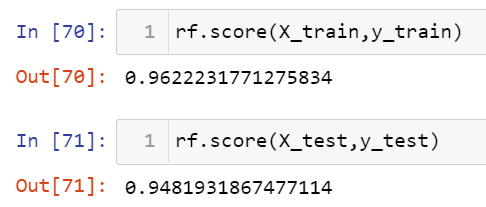 In [70]: 1 rf.score(X_train,y_train)
Out[70]: 0.9622231771275834
In [71]: 1 rf.score(X_test,y_test)
Out[71]: 0.9481931867477114